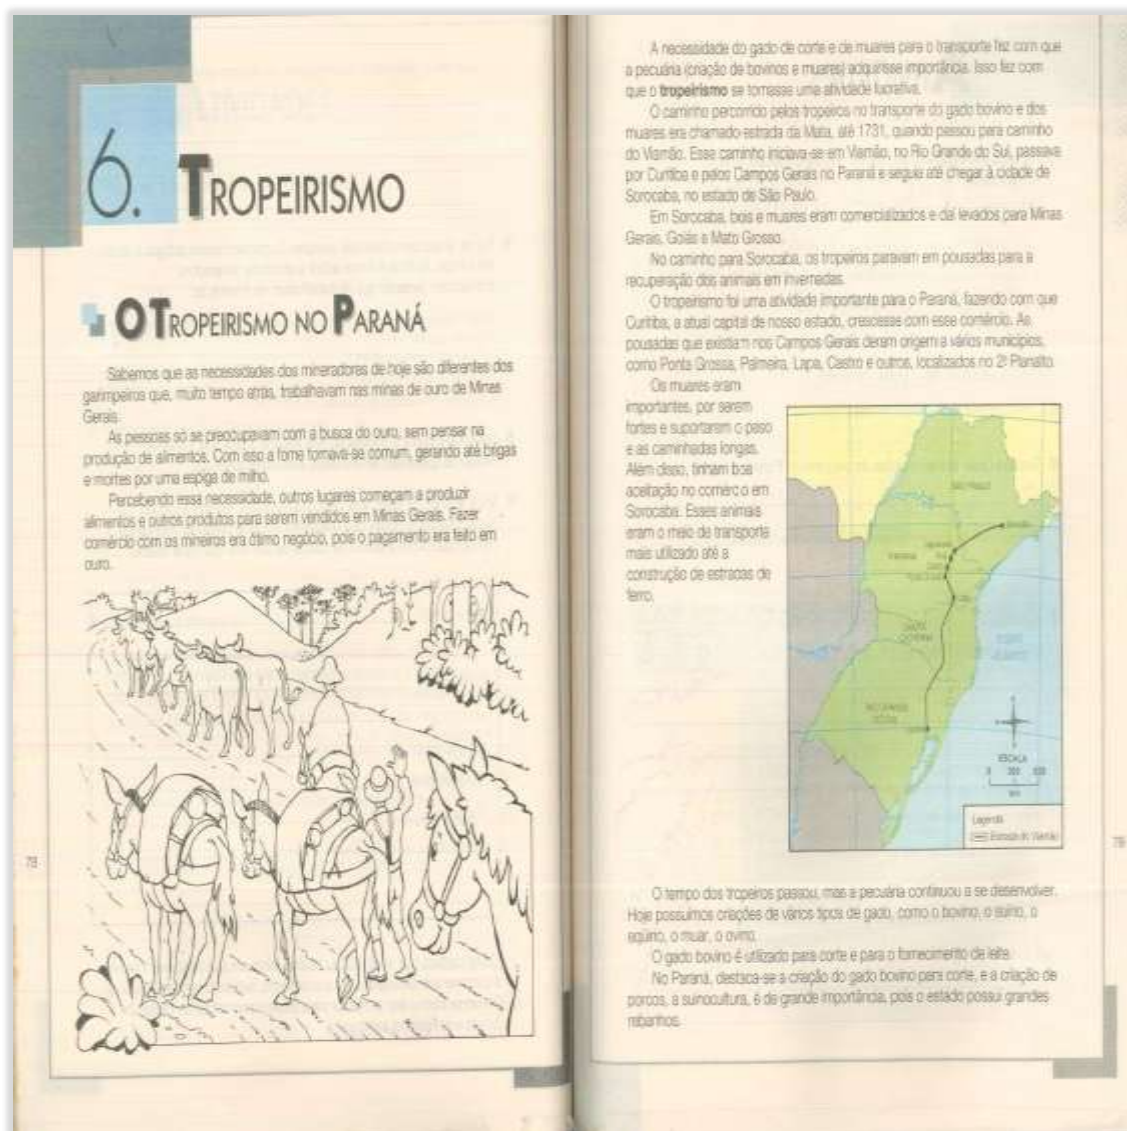 6. TROPEIRISMO
O TROPEIRISMO NO PARANÁ
Sabemos que as necessidades dos mineradores de hoje são diferentes dos
garimpeiros que, muito tempo atrás, trabalhavam nas minas de ouro de Minas
Gerais.
As pessoas só se preocupavam com a busca do ouro, sem pensar na
produção de alimentos. Com isso a fome tornava-se comum, gerando até brigas
e mortes por uma espiga de milho.
Percebendo essa necessidade, outros lugares começam a produzir
alimentos e outros produtos para serem vendidos em Minas Gerais. Fazer
comércio com os mineiros era ótimo negócio, pois o pagamento era feito em
ouro.
78
A necessidade do gado de corte e de muares para o transporte fez com que
a pecuária (criação de bovinos e muares) adquirisse importância. Isso fez com
que o tropeirismo se tornasse uma atividade lucrativa.
O caminho percorrido pelos tropeiros no transporte do gado bovino e dos
muares era chamado estrada da Mata, até 1731, quando passou para caminho
do Viamão. Esse caminho iniciava-se em Viamão, no Rio Grande do Sul, passava
por Curitiba e pelos Campos Gerais no Paraná e seguia até chegar à cidade de
Sorocaba, no estado de São Paulo.
Em Sorocaba, bois e muares eram comercializados e daí levados para Minas
Gerais, Goiás e Mato Grosso.
No caminho para Sorocaba, os tropeiros paravam em pousadas para a
recuperação dos animais em invernadas.
O tropeirismo foi uma atividade importante para o Paraná, fazendo com que
Curitiba, a atual capital de nosso estado, crescesse com esse comércio. As
pousadas que existiam nos Campos Gerais deram origem a vários municípios,
como Ponta Grossa, Palmeira, Lapa, Castro e outros, localizados no 2º Planalto.
Os muares eram
importantes, por serem
fortes e suportarem o peso
e as caminhadas longas.
Além disso, tinham boa
aceitação no comércio em
Sorocaba. Esses animais
eram o meio de transporte
mais utilizado até a
construção de estradas de
ferro.
SÃO PAULO
SANTA
CATARINA
RIO GRANDE
ESCALA
0
km
Legenda
Estrada do Viamão
79
O tempo dos tropeiros passou, mas a pecuária continuou a se desenvolver.
Hoje possuímos criações de vários tipos de gado, como o bovino, o suíno, o
eqüino, o muar, o ovino.
O gado bovino é utilizado para corte e para o fornecimento de leite.
No Paraná, destaca-se a criação do gado bovino para corte, e a criação de
porcos, a suinocultura, é de grande importância, pois o estado possui grandes
rebanhos.